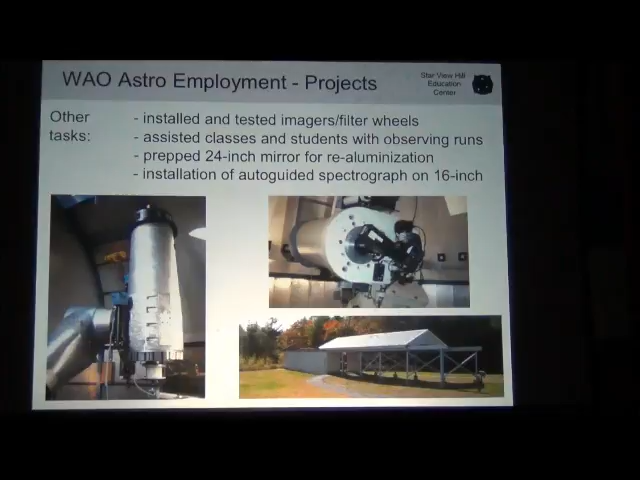 WAO Astro Employment - Projects
Star View Hill
Education
Center
Other
tasks:
- installed and tested imagers/filter wheels
- assisted classes and students with observing runs
- prepped 24-inch mirror for re-aluminization
- installation of autoguided spectrograph on 16-inch